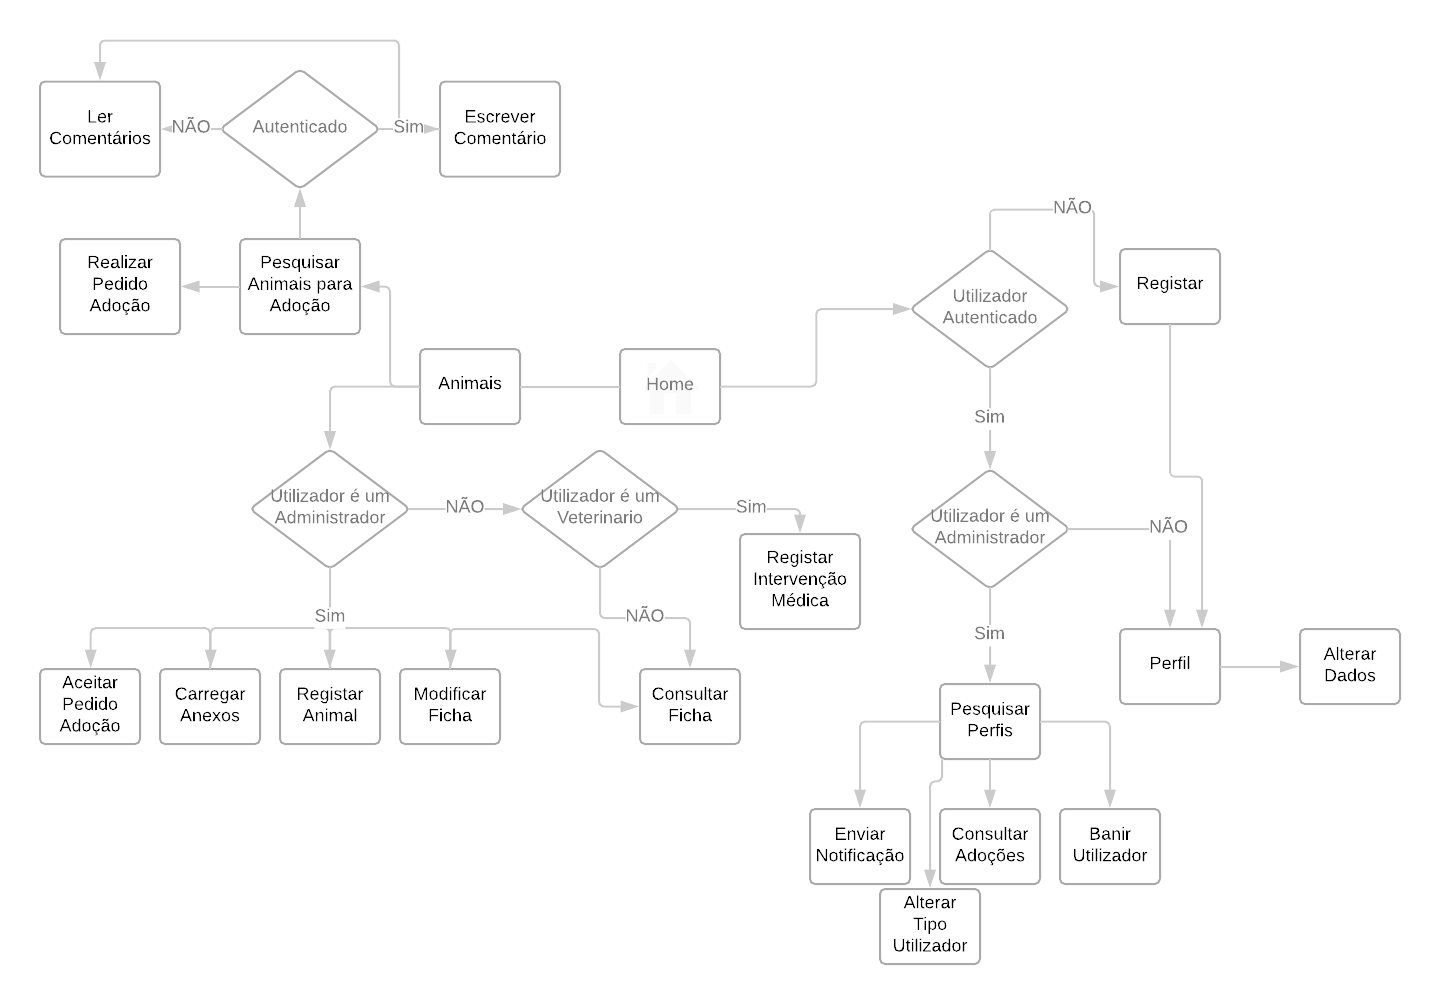 Ler
Comentários
NÃO
Autenticado
Sim
Escrever
Comentário
Realizar
Pedido
Adoção
Pesquisar
Animais para
Adoção
NÃO
Utilizador
Autenticado
Registar
Animais
Home
Sim
Utilizador é um
Administrador
NÃO
Utilizador é um
Veterinario
Sim
Registar
Intervenção
Médica
Utilizador é um
Administrador
NÃO
Sim
NÃO
Sim
Aceitar
Pedido
Adoção
Carregar
Anexos
Registar
Animal
Modificar
Ficha
Consultar
Ficha
Perfil
Alterar
Dados
Pesquisar
Perfis
Enviar
Notificação
Consultar
Adoções
Banir
Utilizador
Alterar
Tipo
Utilizador